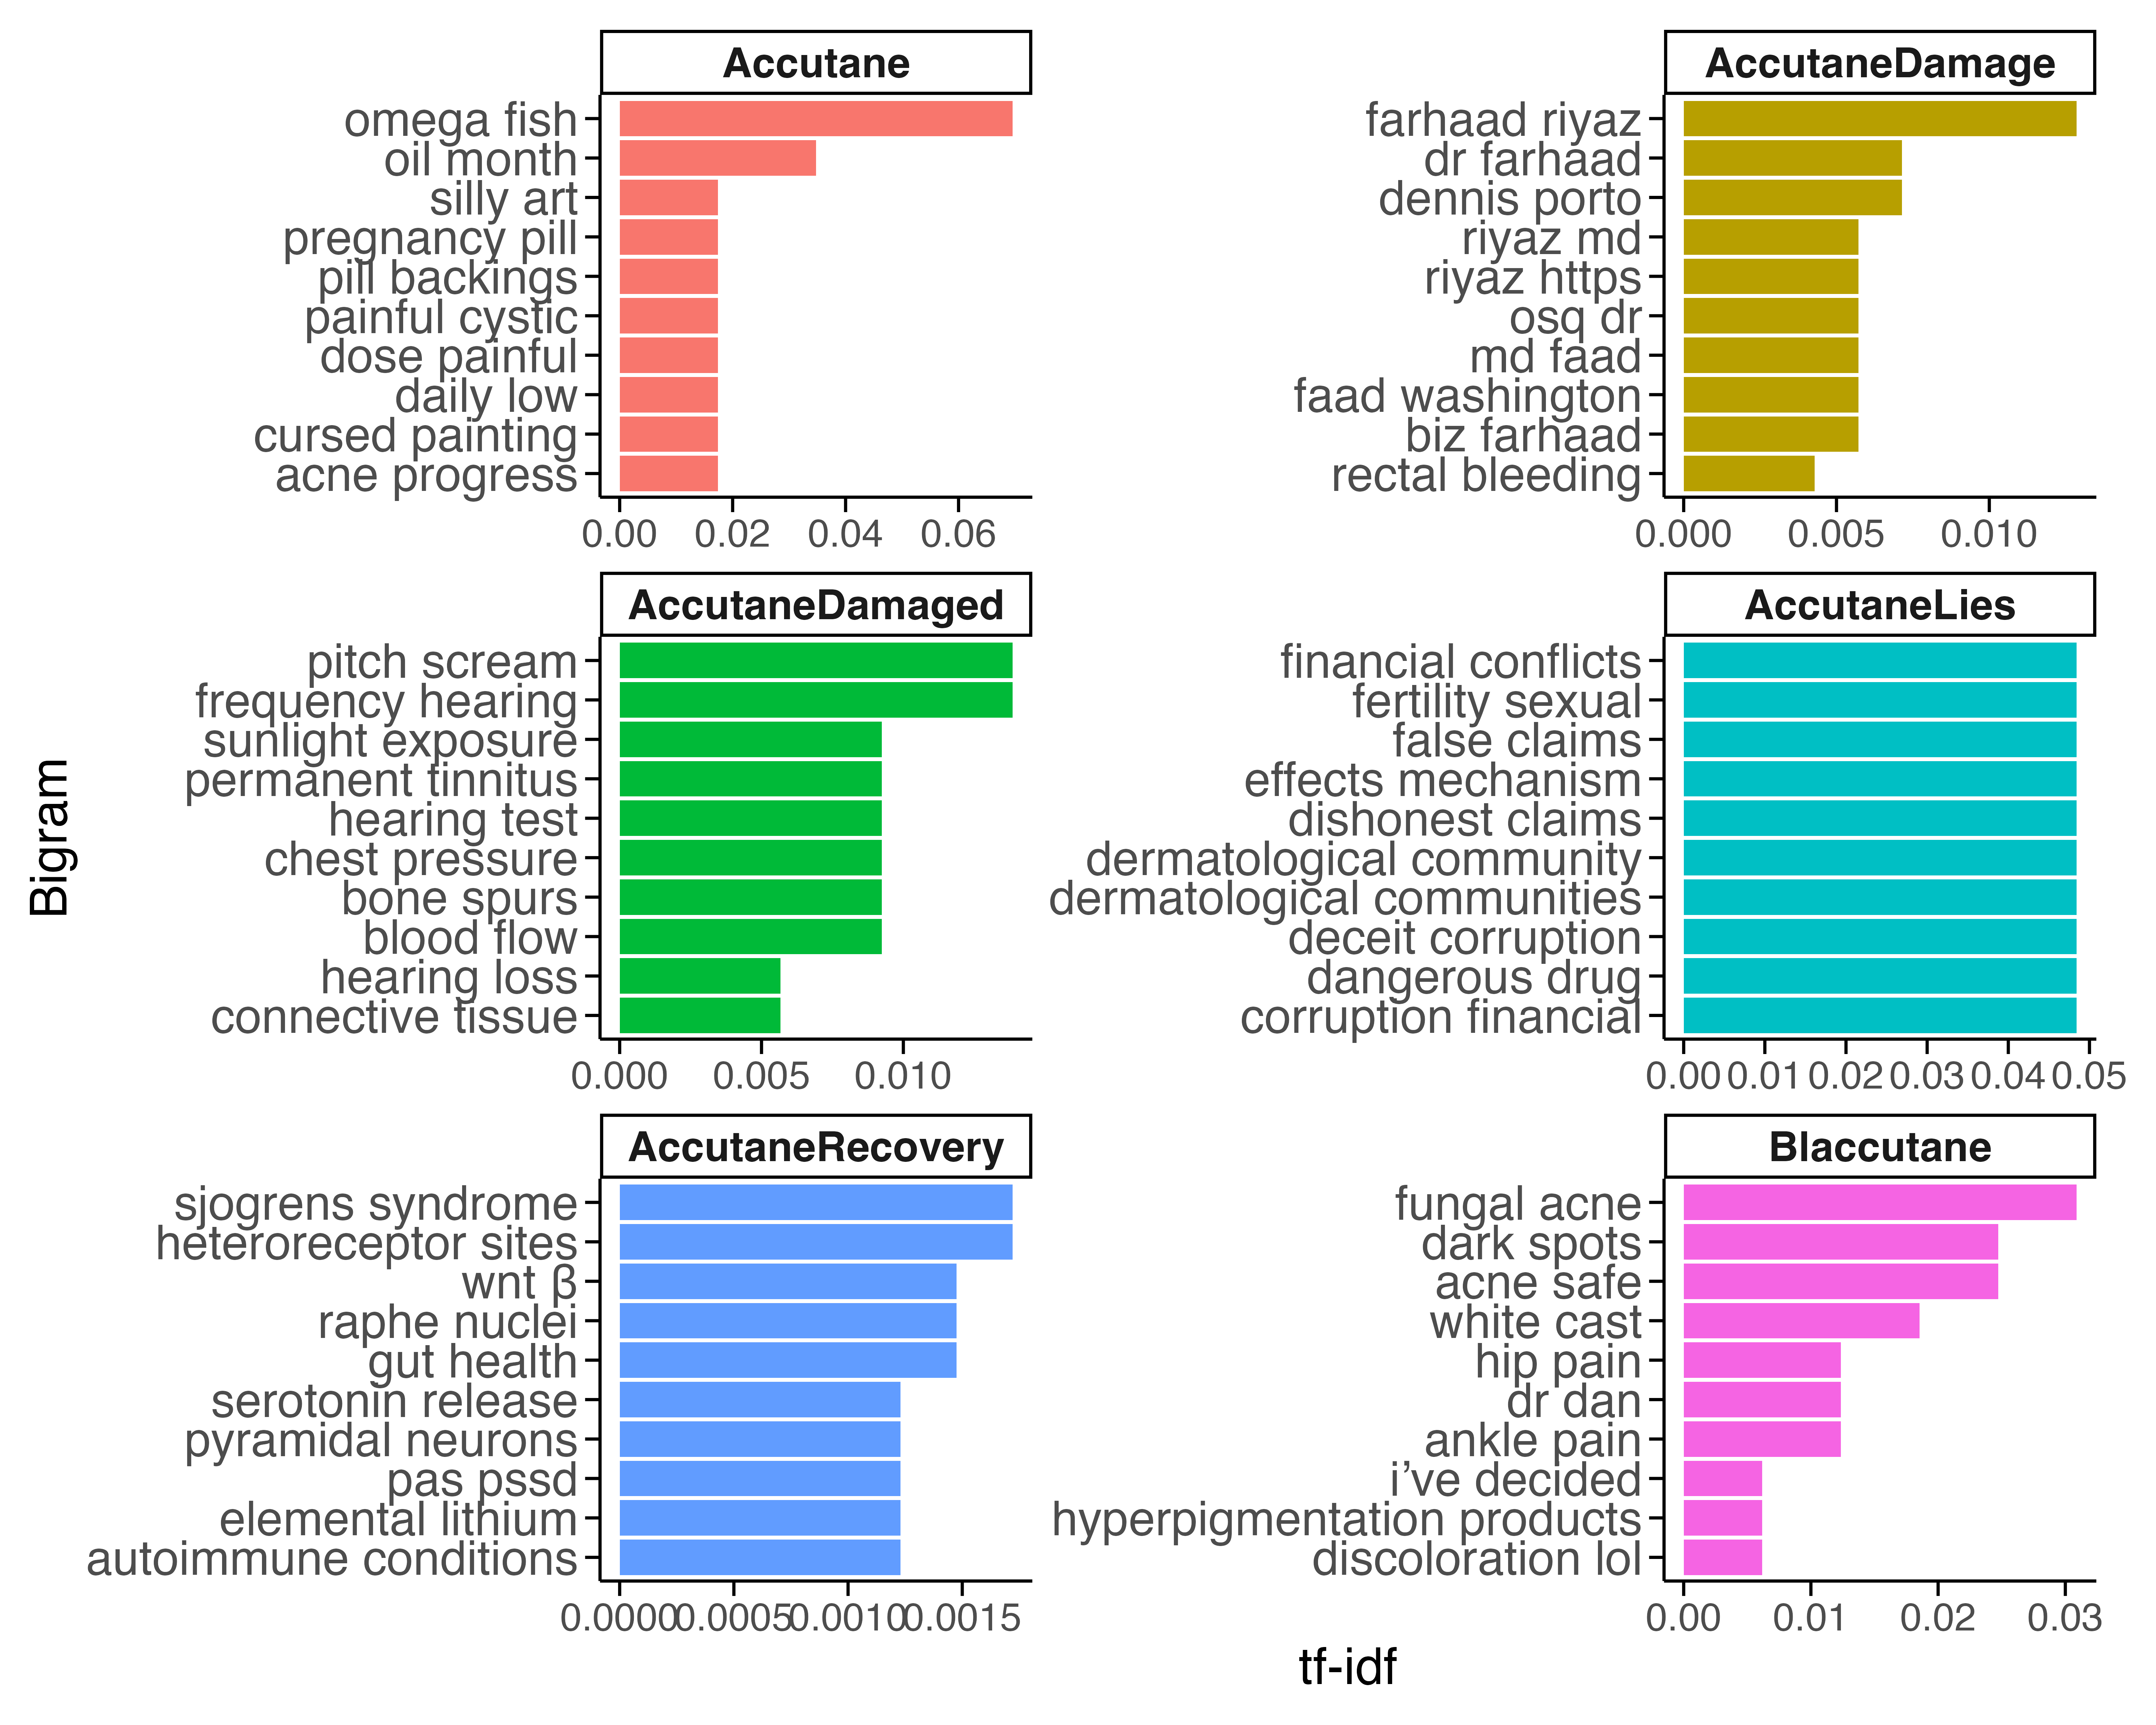 Accutane
omega fish
oil month
silly art
pregnancy pill
pill backings
painful cystic
dose painful
daily low
cursed painting
acne progress
0.00 0.02 0.04 0.06
AccutaneDamage
farhaad riyaz
dr farhaad
dennis porto
riyaz md
riyaz https
osq dr
md faad
faad washington
biz farhaad
rectal bleeding
0.000 0.005 0.010
AccutaneDamaged
pitch scream
frequency hearing
sunlight exposure
permanent tinnitus
hearing test
chest pressure
bone spurs
blood flow
hearing loss
connective tissue
0.000 0.005 0.010
AccutaneLies
financial conflicts
fertility sexual
false claims
effects mechanism
dishonest claims
dermatological community
dermatological communities
deceit corruption
dangerous drug
corruption financial
0.00 0.01 0.02 0.03 0.04 0.05
AccutaneRecovery
sjogrens syndrome
heteroreceptor sites
wnt β
raphe nuclei
gut health
serotonin release
pyramidal neurons
pas pssd
elemental lithium
autoimmune conditions
0.0000 0.0005 0.0010 0.0015
Blaccutane
fungal acne
dark spots
acne safe
white cast
hip pain
dr dan
ankle pain
i’ve decided
hyperpigmentation products
discoloration lol
0.00 0.01 0.02 0.03
Bigram
tf-idf